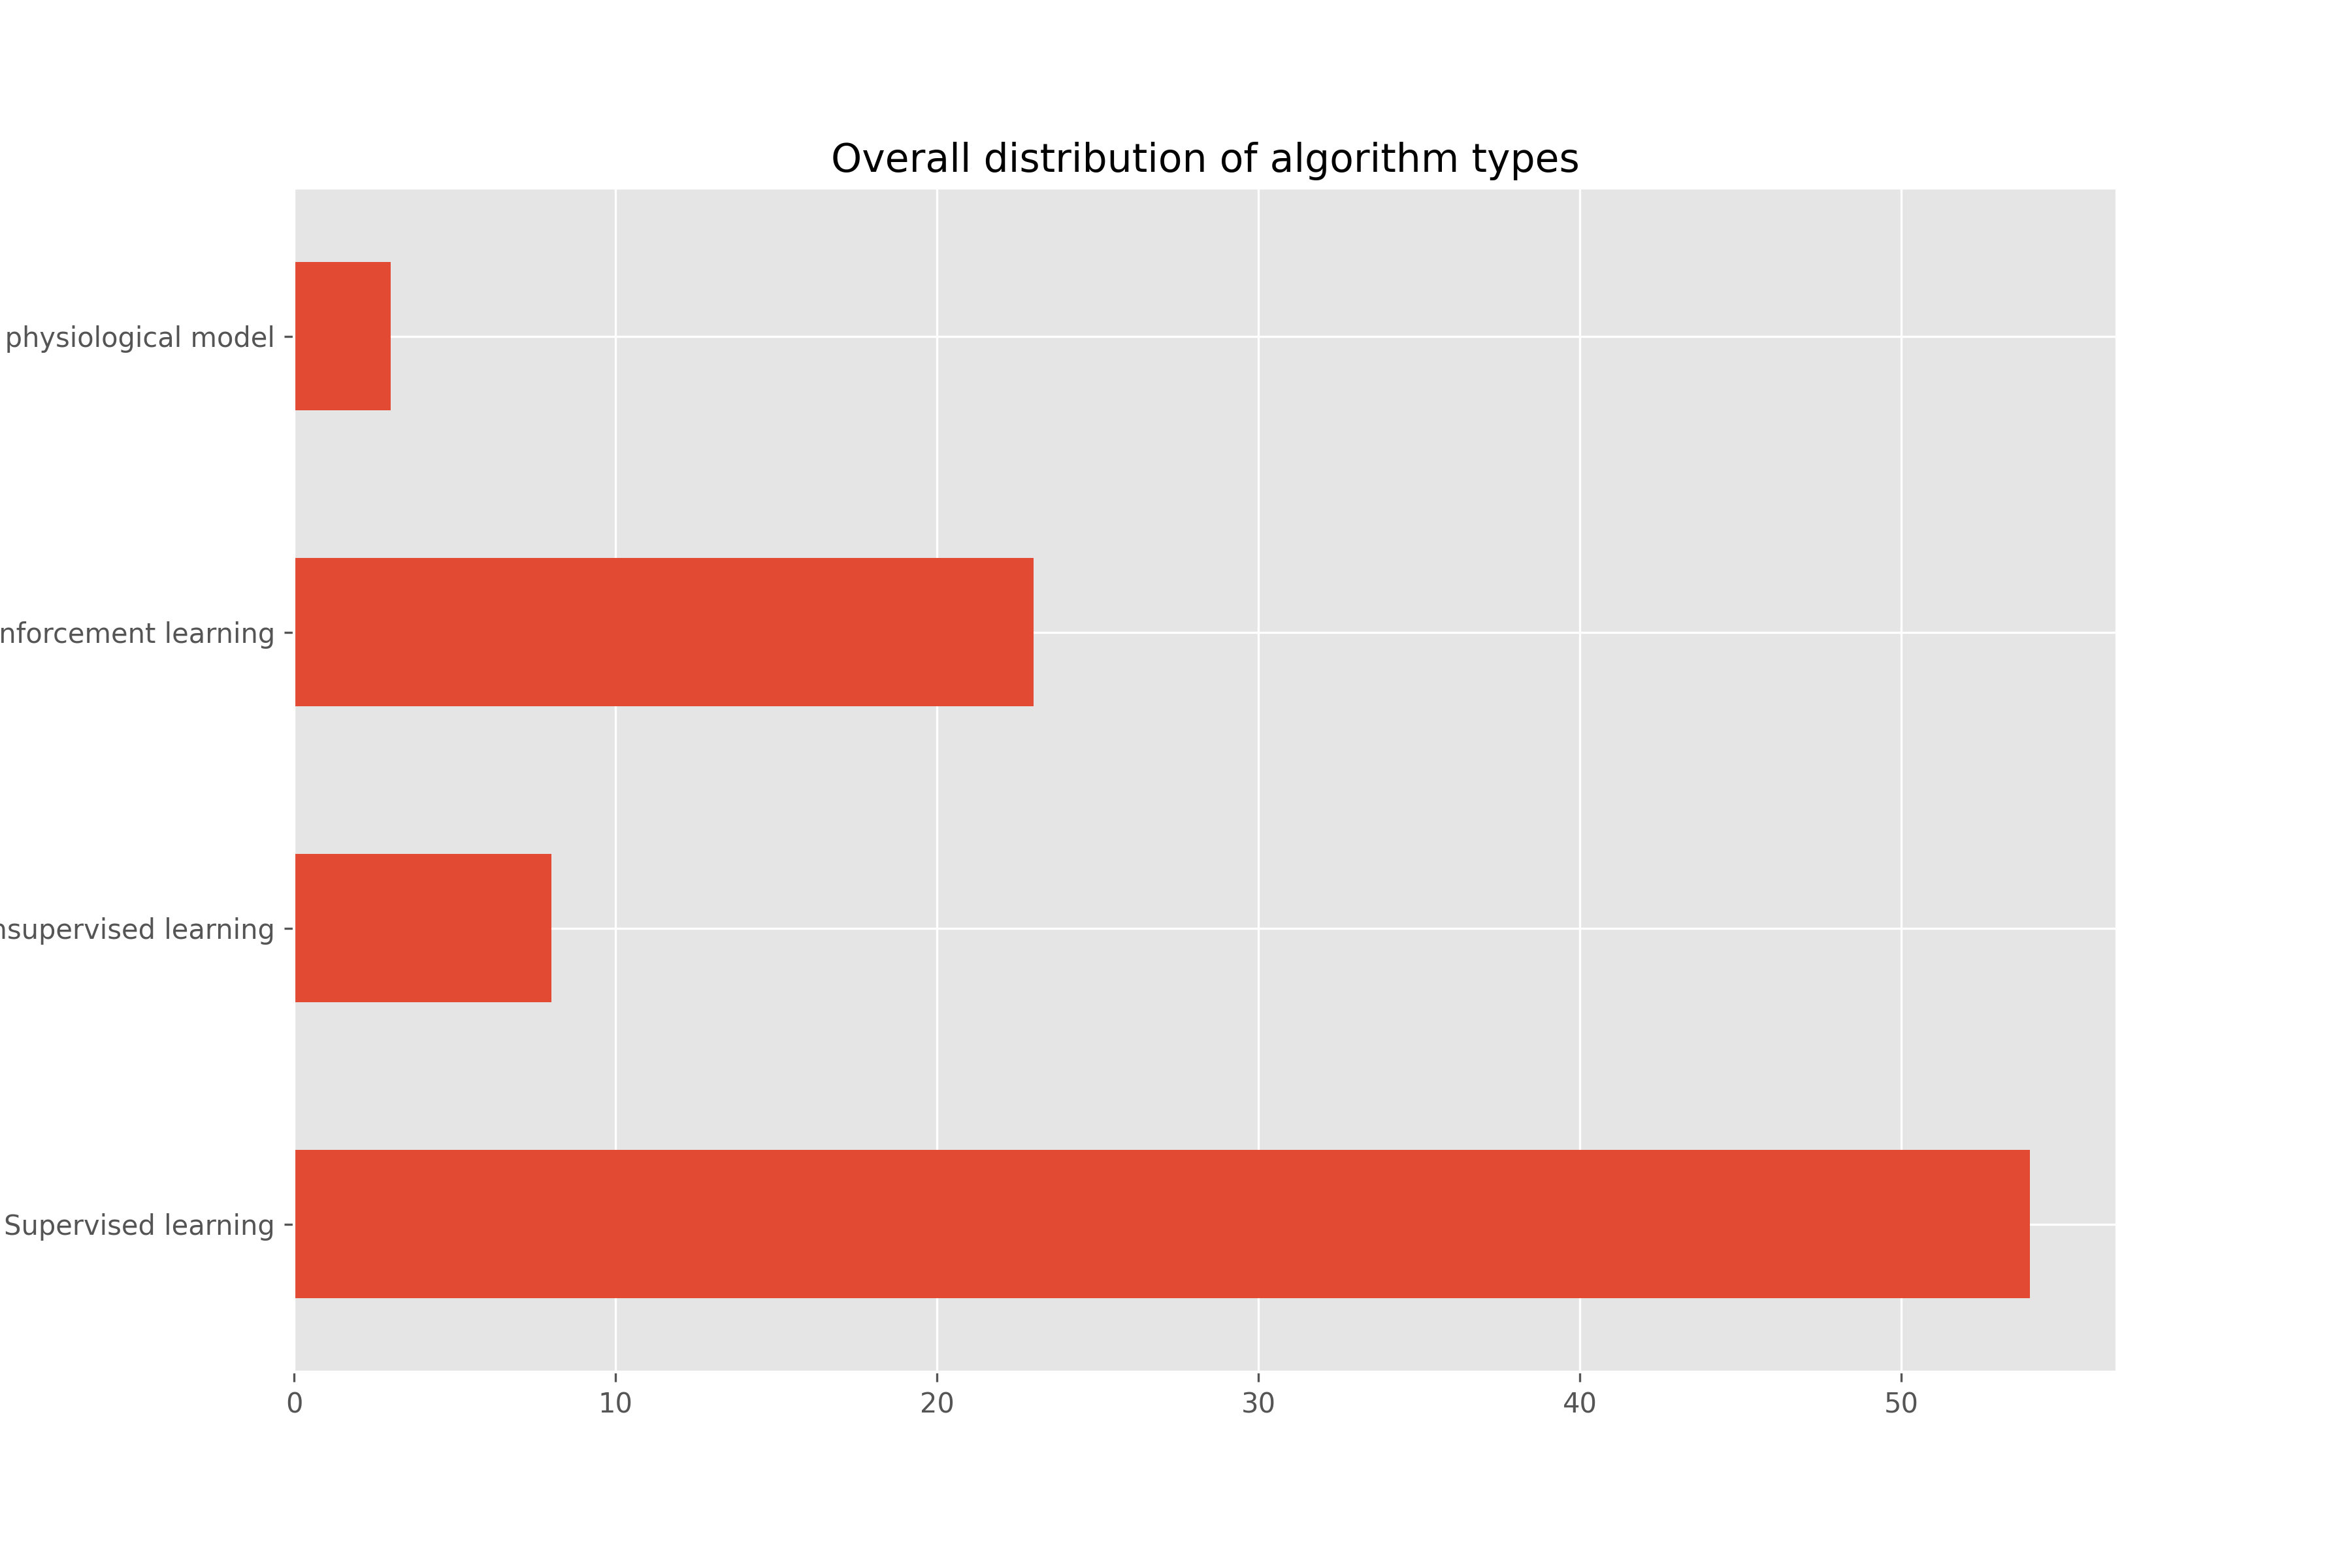 Overall distribution of algorithm types
physiological model
nforcement learning
nsupervised learning
Supervised learning
0 10 20 30 40 50